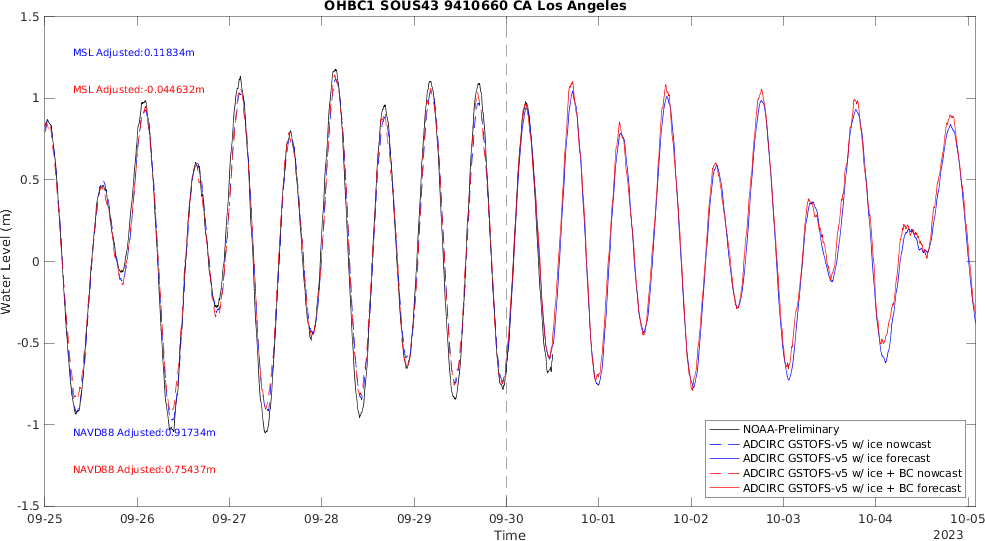 OHBC1 SOUS43 9410660 CA Los Angeles
1.5
MSL Adjusted:0.11834m
MSL Adjusted:-0.044632m
1
0.5
0
-0.5
-1
-1.5
Water Level (m)
NAVD88 Adjusted:0.91734m
NAVD88 Adjusted:0.75437m
NOAA-Preliminary
ADCIRC GSTOFS-v5 w/ ice nowcast
ADCIRC GSTOFS-v5 w/ ice forecast
ADCIRC GSTOFS-v5 w/ ice + BC nowcast
ADCIRC GSTOFS-v5 w/ ice + BC forecast
09-25 09-26 09-27 09-28 09-29 09-30 10-01 10-02 10-03 10-04 10-05
Time
2023